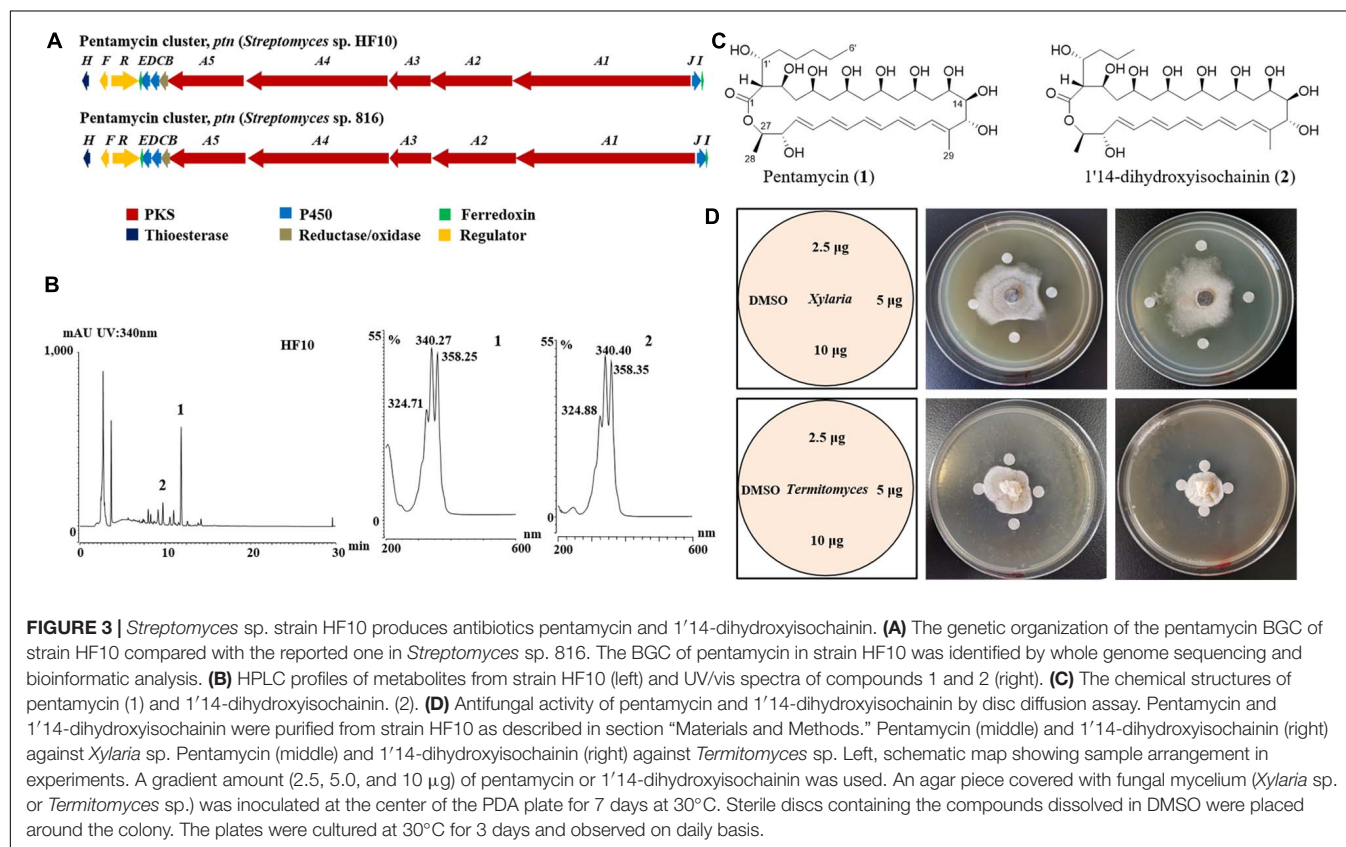 A
Pentamycin cluster, ptn (Streptomyces sp. HF10)
H F R EDCB A5 A4 A3 A2 A1 J I
Pentamycin cluster, ptn (Streptomyces sp. 816)
H F R EDCB A5 A4 A3 A2 A1 J I
PKS P450 Ferredoxin
Thioesterase Reductase/oxidase Regulator
B
mAU UV:340nm
HF10
1,000
0
1
2
0 10 20 30
min
55
%
340.27
358.25
324.71
1
0
nm
200 600
55
%
340.40
358.35
324.88
2
0
nm
200 600
C
HO
1'
6'
H
OH OH OH OH OH OH
14
OH
O
1
O
27
28
OH
29
OH
Pentamycin (1)
HO
H
OH OH OH OH OH OH
OH
O
O
OH
OH
1'14-dihydroxyisochainin (2)
D
2.5 µg
DMSO Xylaria 5 µg
10 µg
2.5 µg
DMSO Termitomyces 5 µg
10 µg
FIGURE 3 | Streptomyces sp. strain HF10 produces antibiotics pentamycin and 1′14-dihydroxyisochainin. (A) The genetic organization of the pentamycin BGC of
strain HF10 compared with the reported one in Streptomyces sp. 816. The BGC of pentamycin in strain HF10 was identified by whole genome sequencing and
bioinformatic analysis. (B) HPLC profiles of metabolites from strain HF10 (left) and UV/vis spectra of compounds 1 and 2 (right). (C) The chemical structures of
pentamycin (1) and 1′14-dihydroxyisochainin. (2). (D) Antifungal activity of pentamycin and 1′14-dihydroxyisochainin by disc diffusion assay. Pentamycin and
1′14-dihydroxyisochainin were purified from strain HF10 as described in section “Materials and Methods.” Pentamycin (middle) and 1′14-dihydroxyisochainin (right)
against Xylaria sp. Pentamycin (middle) and 1′14-dihydroxyisochainin (right) against Termitomyces sp. Left, schematic map showing sample arrangement in
experiments. A gradient amount (2.5, 5.0, and 10 µg) of pentamycin or 1′14-dihydroxyisochainin was used. An agar piece covered with fungal mycelium (Xylaria sp.
or Termitomyces sp.) was inoculated at the center of the PDA plate for 7 days at 30°C. Sterile discs containing the compounds dissolved in DMSO were placed
around the colony. The plates were cultured at 30°C for 3 days and observed on daily basis.